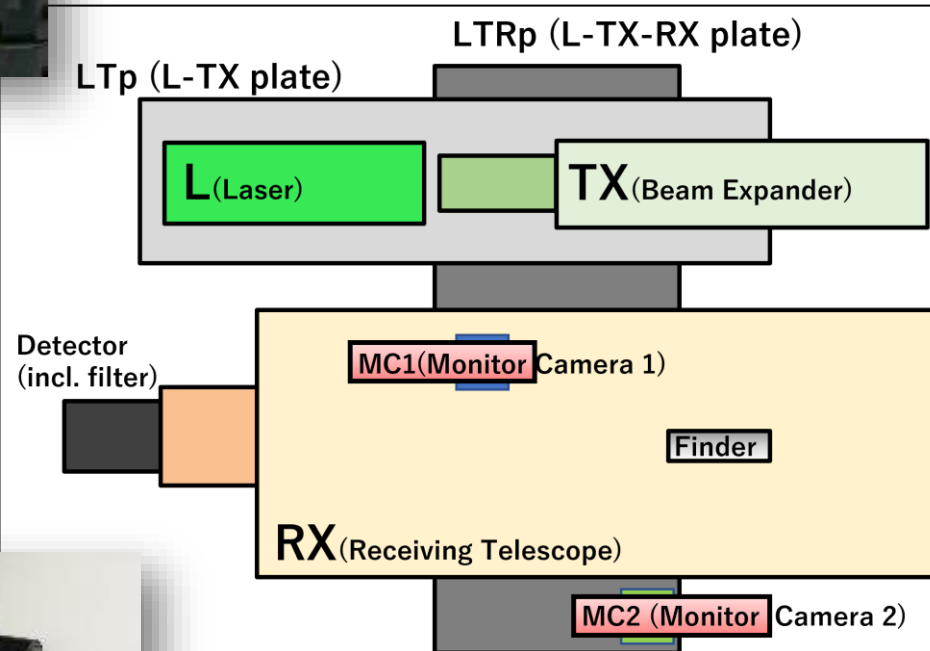 LTRp (L-TX-RX plate)
LTp (L-TX plate)
L(Laser)
TX(Beam Expander)
Detector
(incl. filter)
MC1(Monitor Camera 1)
Finder
RX(Receiving Telescope)
MC2 (Monitor Camera 2)